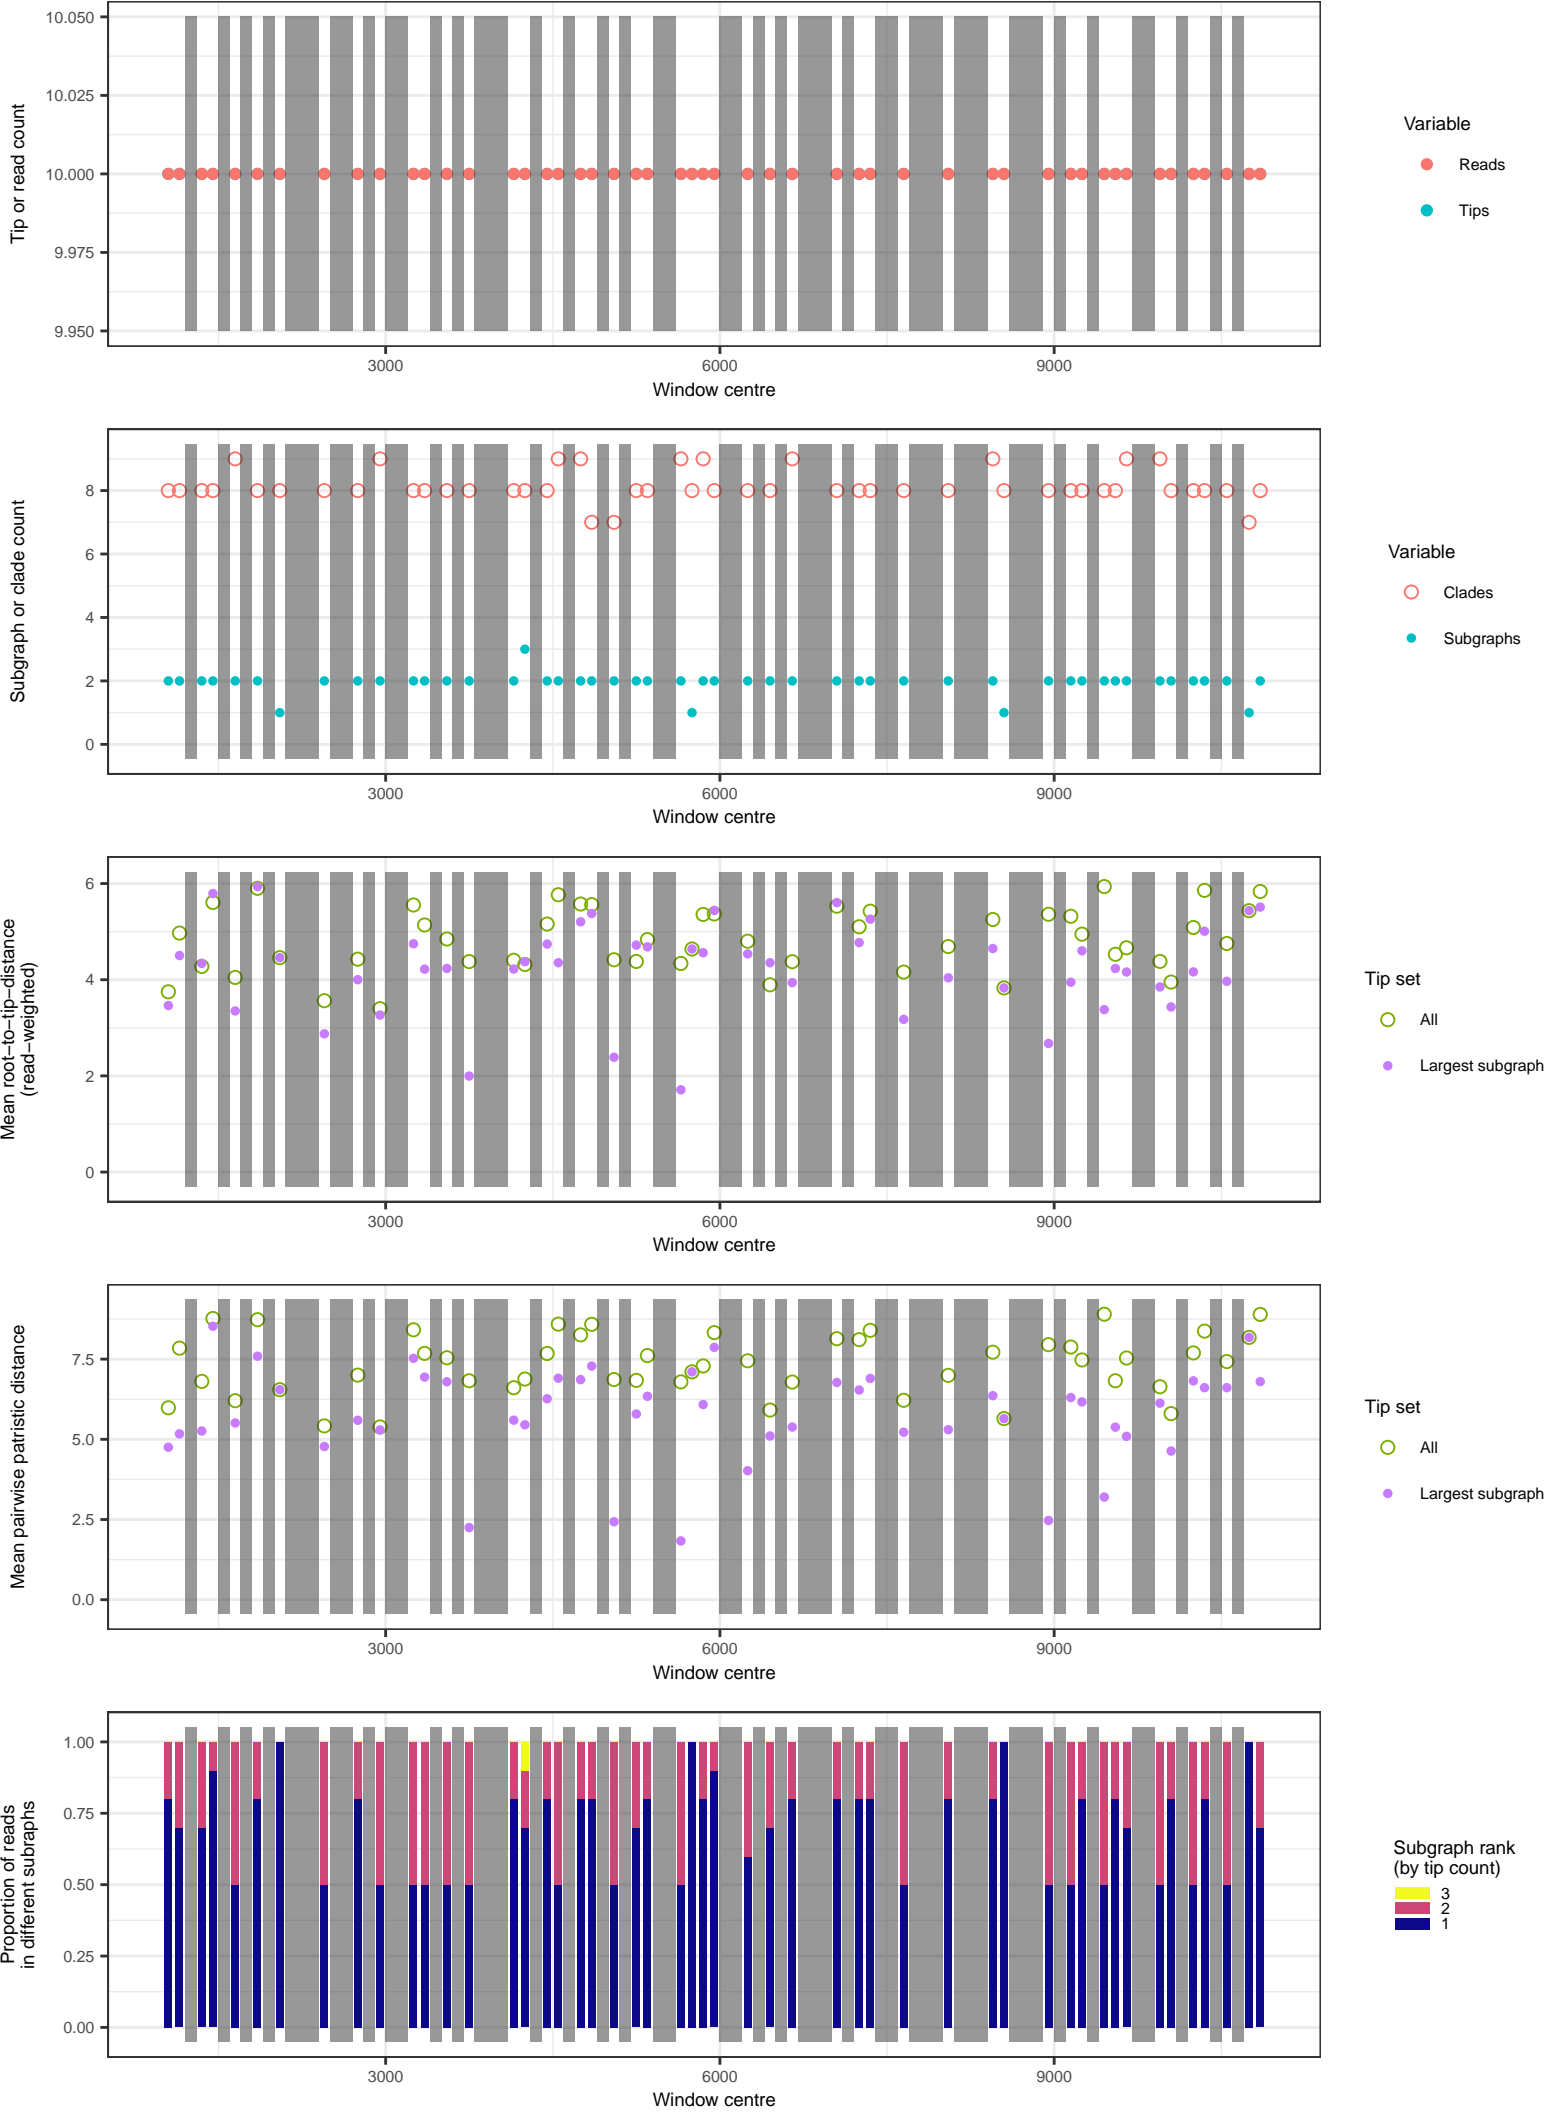 10.050
10.025
10.000
9.975
9.950
Tip or read count
3000
6000
9000
Window centre
Variable
Reads
Tips
8
6
4
2
0
Subgraph or clade count
3000
6000
9000
Window centre
Variable
Clades
Subgraphs
6
4
2
0
Mean root−to−tip−distance
(read−weighted)
3000
6000
9000
Window centre
Tip set
All
Largest subgraph
7.5
5.0
2.5
0.0
Mean pairwise patristic distance
3000
6000
9000
Window centre
Tip set
All
Largest subgraph
1.00
0.75
0.50
0.25
0.00
Proportion of reads
in different subraphs
3000
6000
9000
Window centre
Subgraph rank
(by tip count)
3
2
1